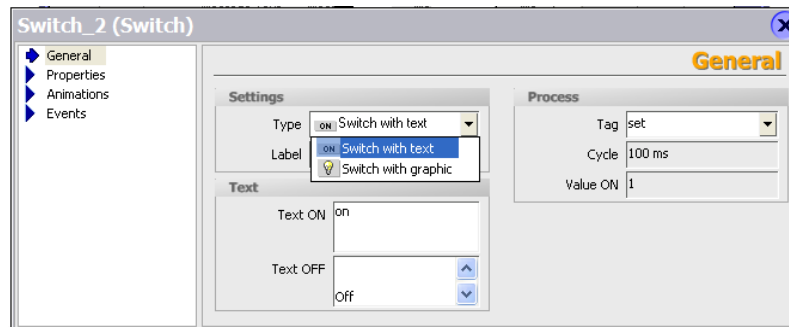 Switch_2 (Switch)
General
Properties
Animations
Events
General
Settings
Type ON Switch with text
ON Switch with text
Switch with graphic
Label
Text
Text ON on
Text OFF Off
Process
Tag set
Cycle 100 ms
Value ON 1